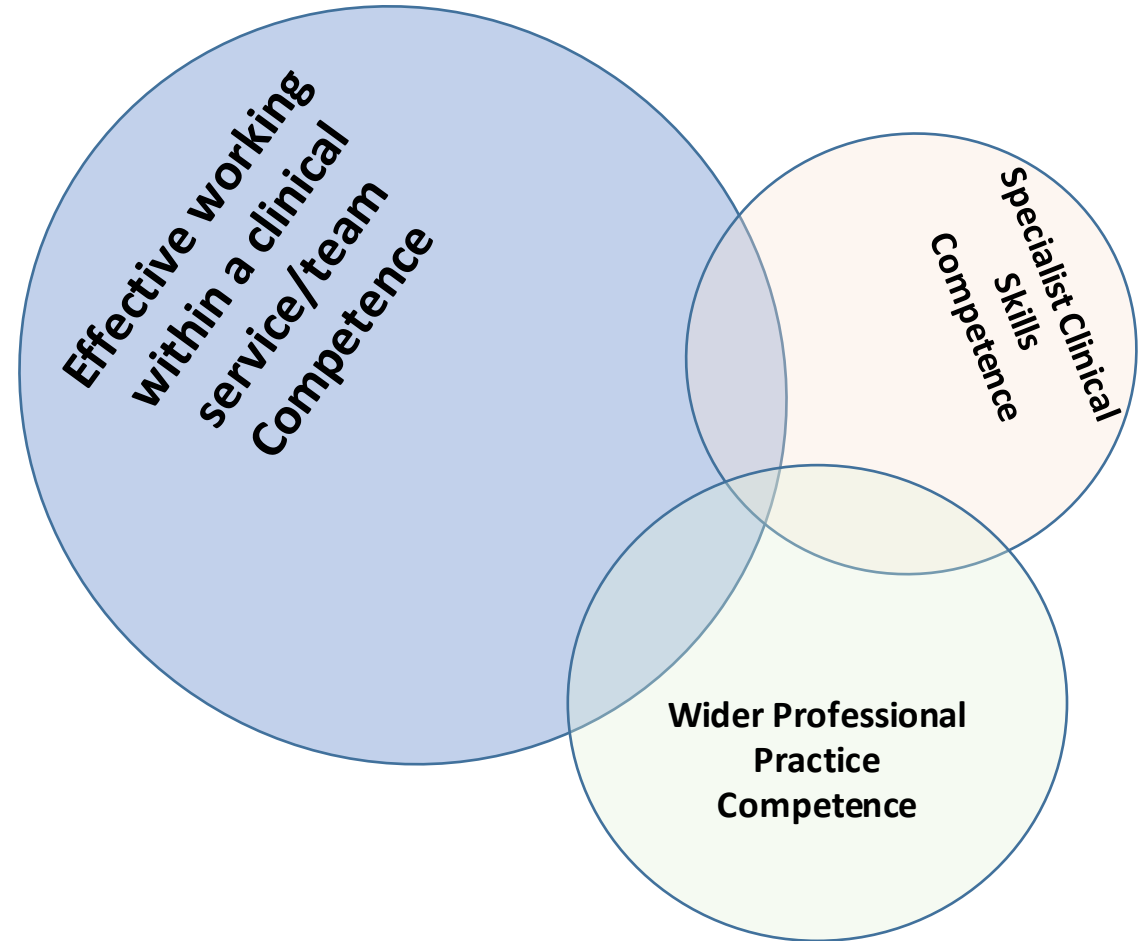 Effective working
within a clinical
service/team
Competence
Specialist Clinical
Skills
Competence
Wider Professional
Practice
Competence